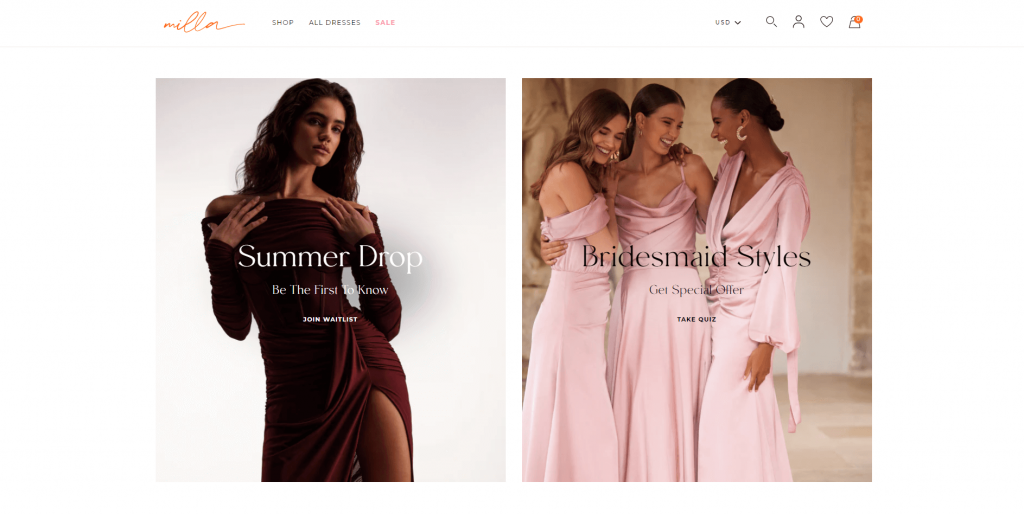 milla
SHOP
ALL DRESSES
SALE
USD
0
Summer Drop
Be The First To Know
JOIN WAITLIST
Bridesmaid Styles
Get Special Offer
TAKE QUIZ